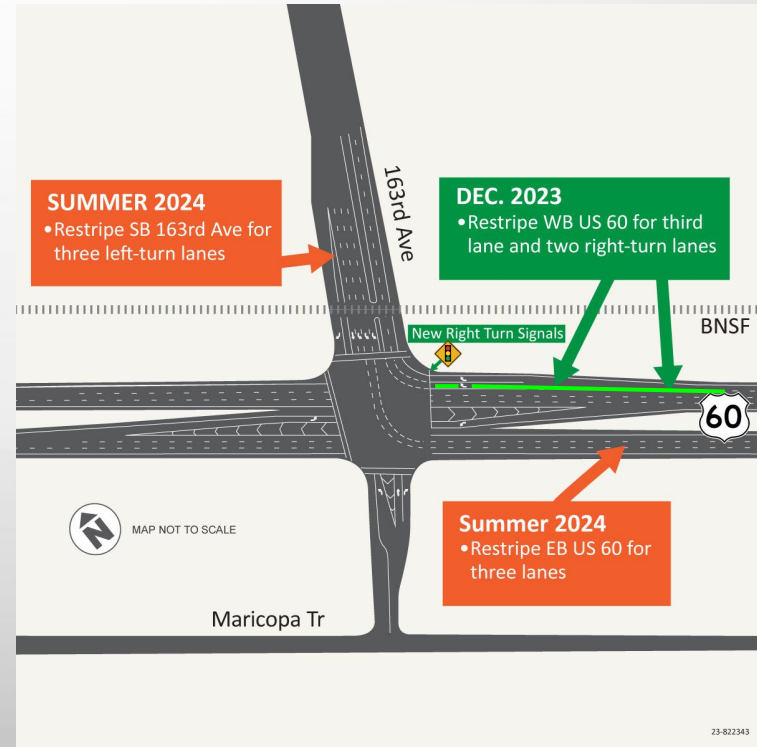 SUMMER 2024
•Restripe SB 163rd Ave for
three left-turn lanes
163rd Ave
DEC. 2023
•Restripe WB US 60 for third
lane and two right-turn lanes
BNSF
New Right Turn Signals
60
N
MAP NOT TO SCALE
Summer 2024
•Restripe EB US 60 for
three lanes
Maricopa Tr
23-822343